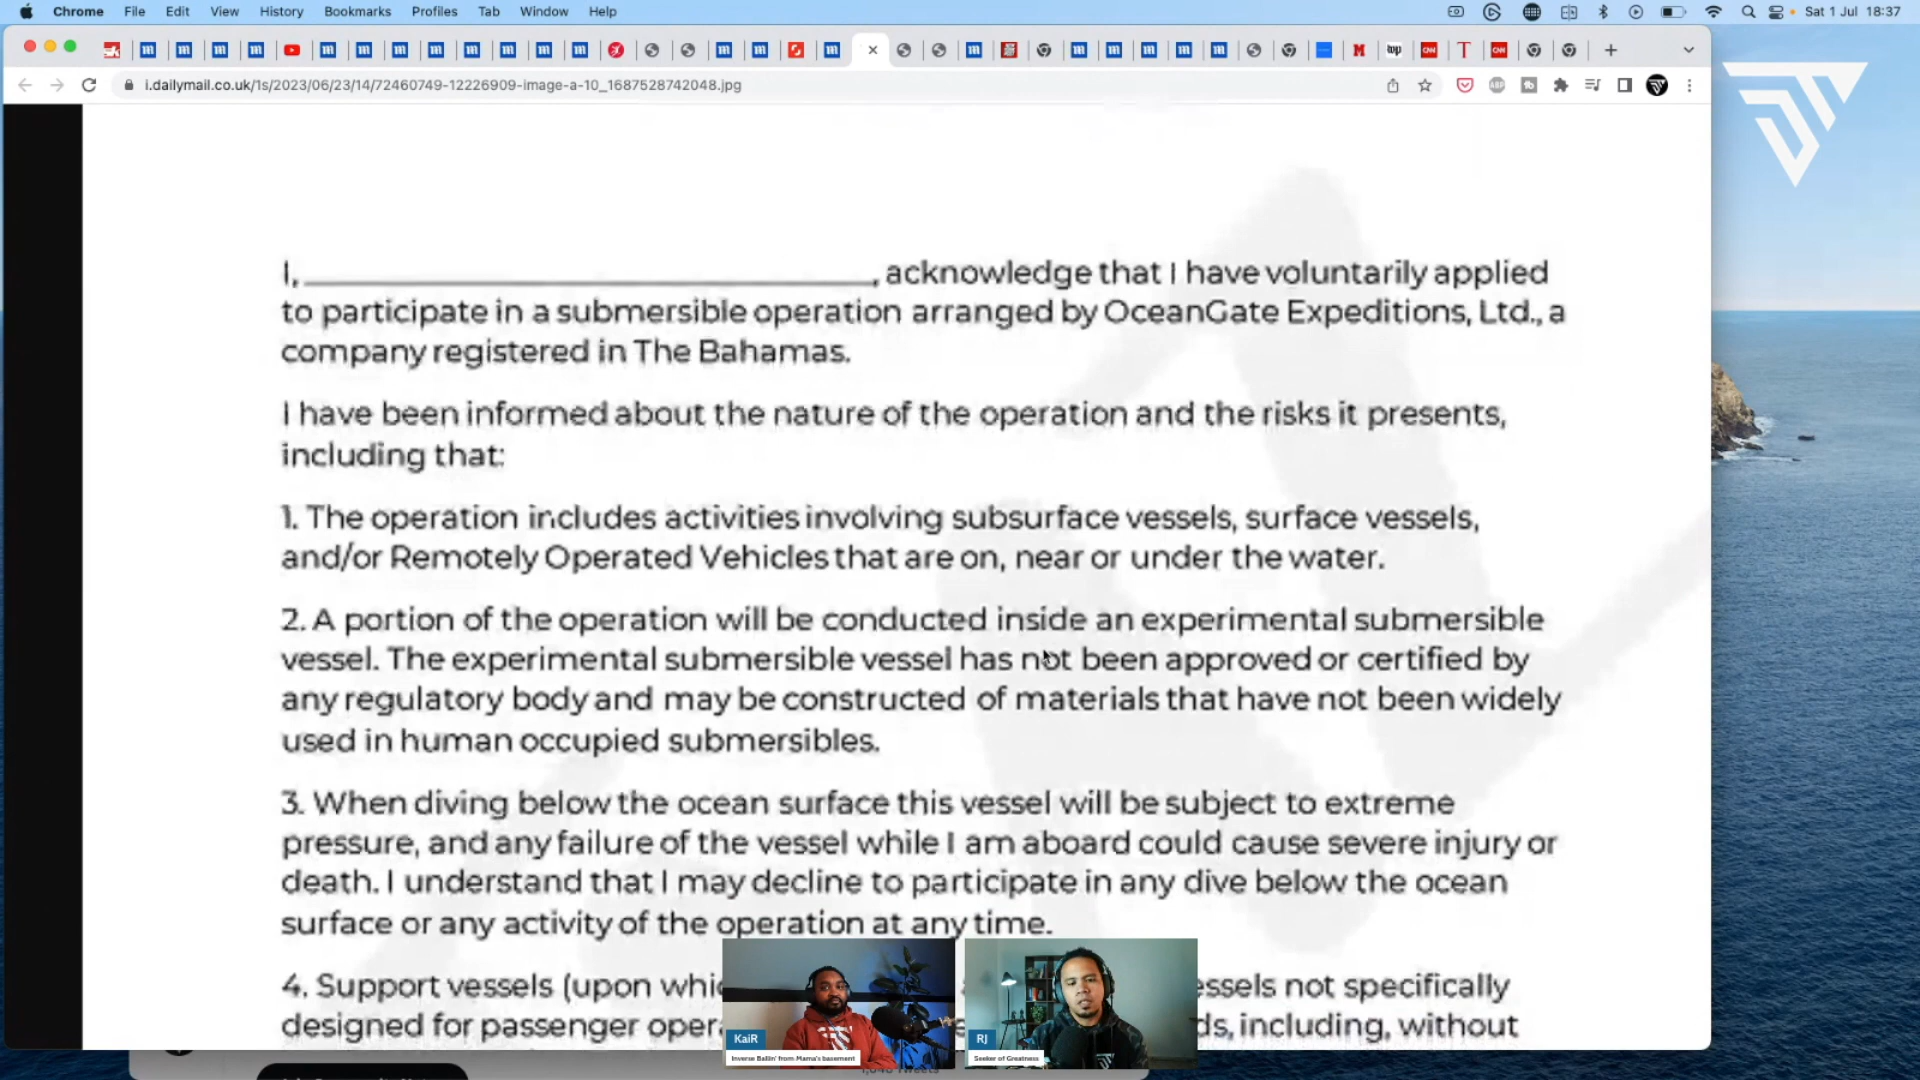 Chrome File Edit View History Bookmarks Profiles Tab Window Help Sat 1 Jul 18:37
i.dailymail.co.uk/1s/2023/06/23/14/72460749-12226909-image-a-10_1687528742048.jpg
I, ________________________________, acknowledge that I have voluntarily applied
to participate in a submersible operation arranged by OceanGate Expeditions, Ltd., a
company registered in The Bahamas.
I have been informed about the nature of the operation and the risks it presents,
including that:
1. The operation includes activities involving subsurface vessels, surface vessels,
and/or Remotely Operated Vehicles that are on, near or under the water.
2. A portion of the operation will be conducted inside an experimental submersible
vessel. The experimental submersible vessel has not been approved or certified by
any regulatory body and may be constructed of materials that have not been widely
used in human occupied submersibles.
3. When diving below the ocean surface this vessel will be subject to extreme
pressure, and any failure of the vessel while I am aboard could cause severe injury or
death. I understand that I may decline to participate in any dive below the ocean
surface or any activity of the operation at any time.
4. Support vessels (upon essels not specifically
designed for passenger including, without
KaiR
Inverse Ballin' from Mama's basement
RJ
Seeker of Greatness